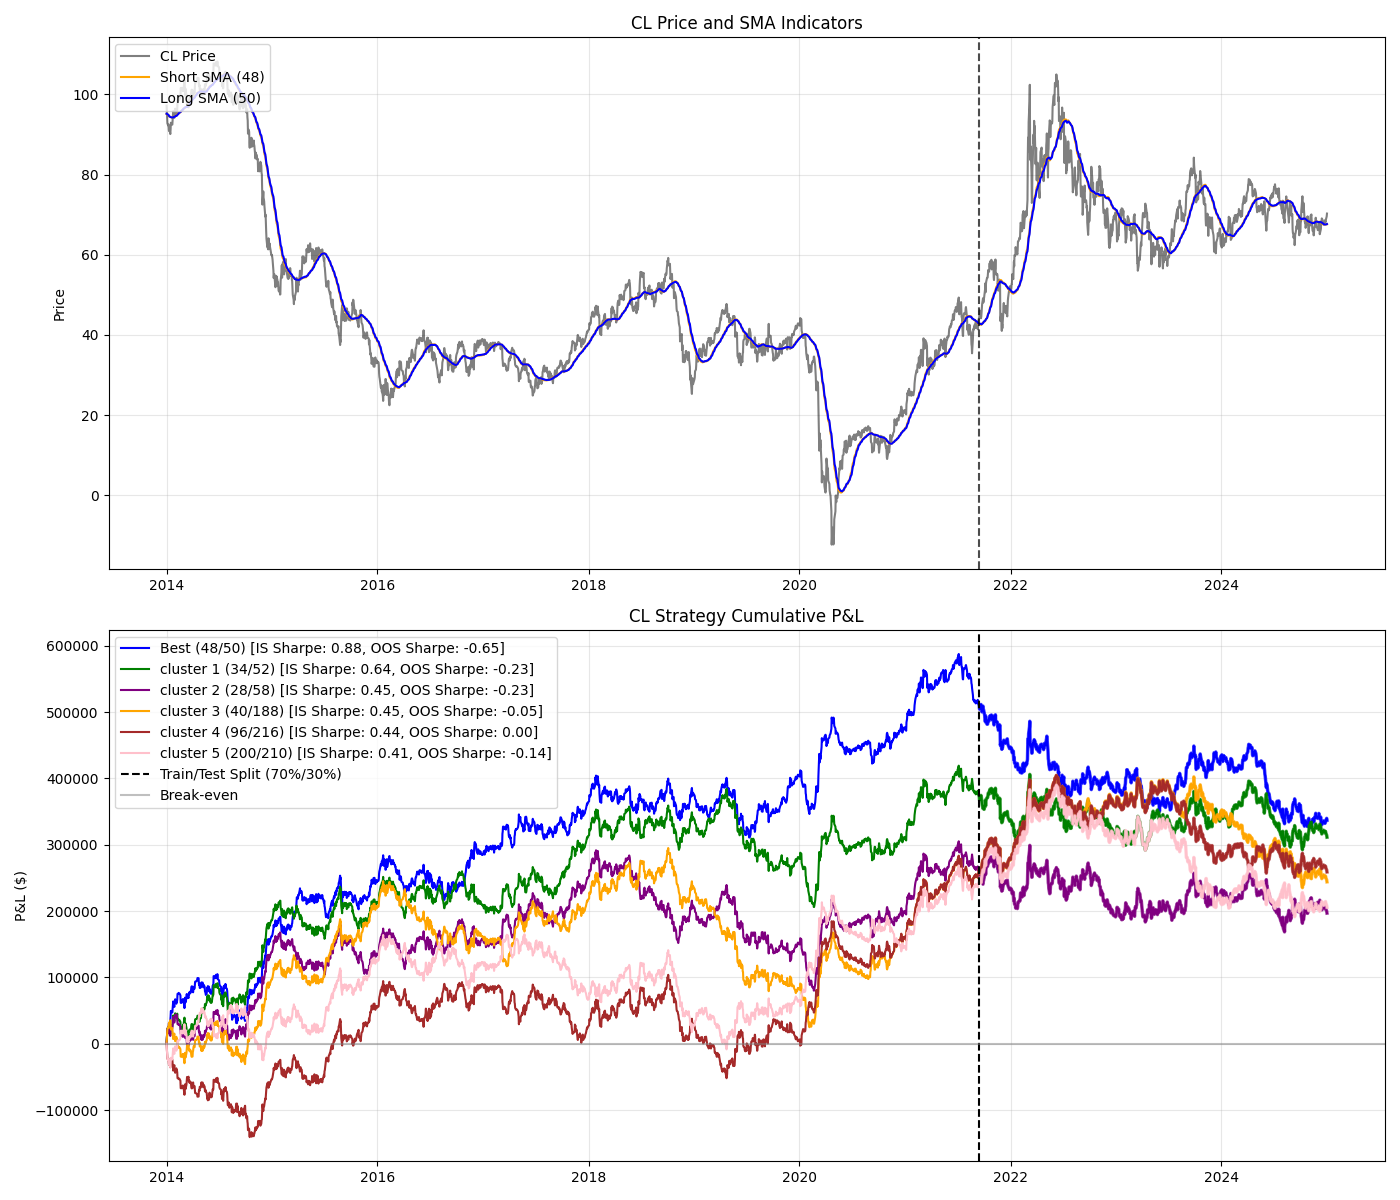 CL Price and SMA Indicators
CL Price
Short SMA (48)
Long SMA (50)
Price
100
80
60
40
20
0
2014 2016 2018 2020 2022 2024
CL Strategy Cumulative P&L
Best (48/50) [IS Sharpe: 0.88, OOS Sharpe: -0.65]
cluster 1 (34/52) [IS Sharpe: 0.64, OOS Sharpe: -0.23]
cluster 2 (28/58) [IS Sharpe: 0.45, OOS Sharpe: -0.23]
cluster 3 (40/188) [IS Sharpe: 0.45, OOS Sharpe: -0.05]
cluster 4 (96/216) [IS Sharpe: 0.44, OOS Sharpe: 0.00]
cluster 5 (200/210) [IS Sharpe: 0.41, OOS Sharpe: -0.14]
Train/Test Split (70%/30%)
Break-even
P&L ($)
600000
500000
400000
300000
200000
100000
0
−100000
2014 2016 2018 2020 2022 2024